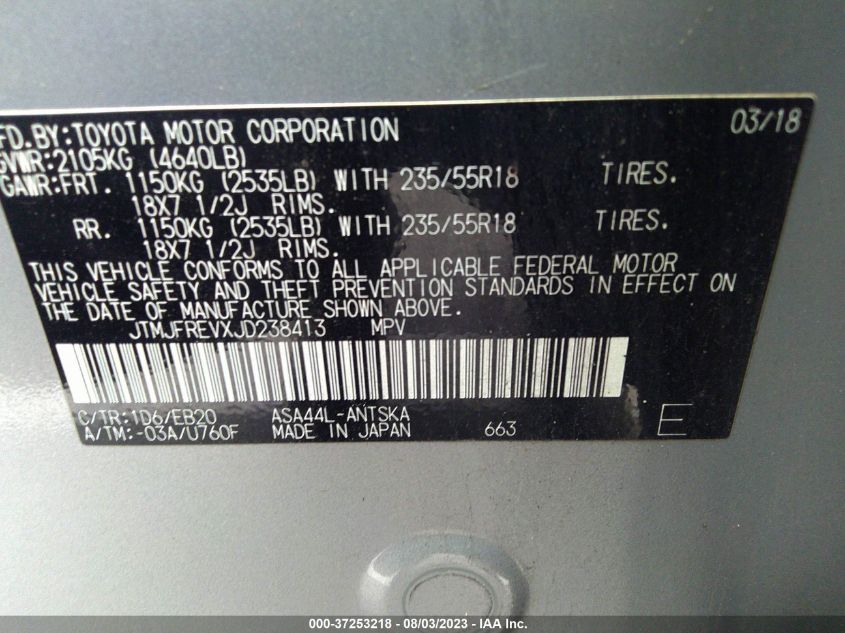 FD.BY:TOYOTA MOTOR CORPORATION 03/18
GVWR:2105KG (4640LB)
GAWR:FRT. 1150KG (2535LB) WITH 235/55R18 TIRES.
18X7 1/2J RIMS.
RR. 1150KG (2535LB) WITH 235/55R18 TIRES.
18X7 1/2J RIMS.
THIS VEHICLE CONFORMS TO ALL APPLICABLE FEDERAL MOTOR
VEHICLE SAFETY AND THEFT PREVENTION STANDARDS IN EFFECT ON
THE DATE OF MANUFACTURE SHOWN ABOVE.
JTMJFREVXJD238413 MPV
C/TR:1D6/EB20 ASA44L-ANTSKA
A/TM:-03A/U760F MADE IN JAPAN 663 E
000-37253218 - 08/03/2023 - IAA Inc.